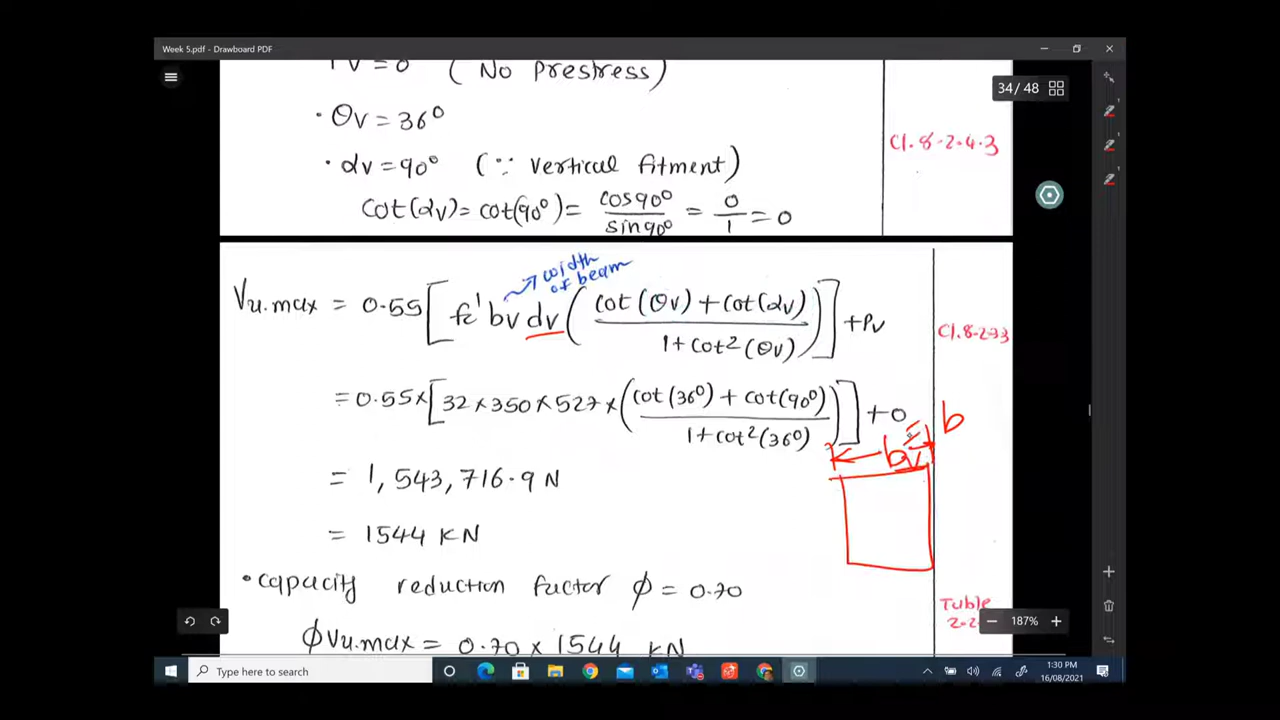 Week 5.pdf - Drawboard PDF
Pv = 0 ( No prestress)
34 / 48
· θv = 36°
Cl. 8.2.4.3
· αv = 90° (∵ vertical fitment)
cot(αv) = cot(90°) = cos90° / sin90° = 0 / 1 = 0
width of beam
Vu.max = 0.55 [ fc' bv dv ( cot(θv) + cot(αv) / 1 + cot² (θv) ) ] + Pv
= 0.55 × [ 32 × 350 × 527 × ( cot(36°) + cot(90°) / 1 + cot² (36°) ) ] + 0
bv = b
= 1, 543, 716.9 N
= 1544 KN
· capacity reduction factor ϕ = 0.70
Table
2.2
187%
ϕVu.max = 0.70 × 1544 KN
Type here to search
1:30 PM
16/08/2021